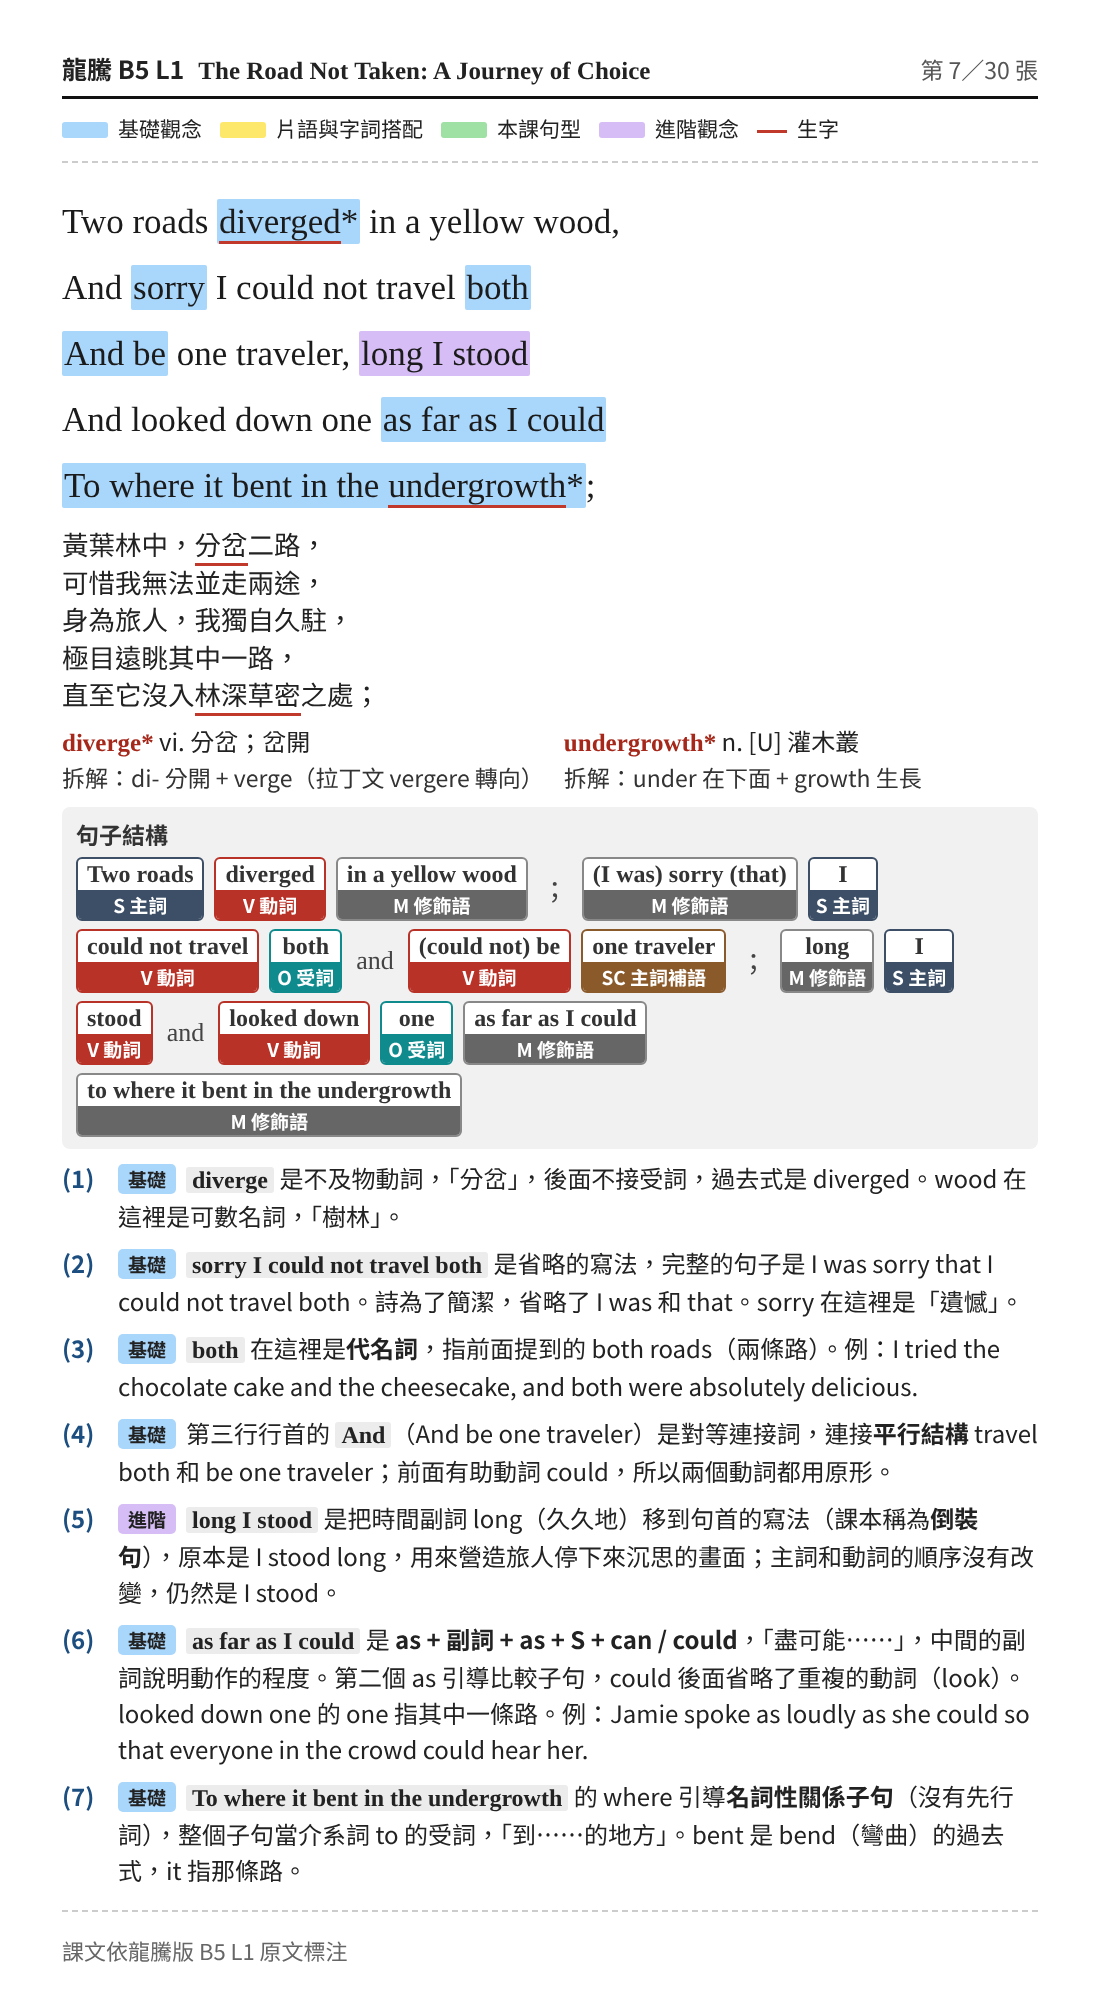 龍騰 B5 L1 The Road Not Taken: A Journey of Choice 第 7／30 張
基礎觀念 片語與字詞搭配 本課句型 進階觀念 生字
Two roads diverged* in a yellow wood,
And sorry I could not travel both
And be one traveler, long I stood
And looked down one as far as I could
To where it bent in the undergrowth*;
黃葉林中，分岔二路，
可惜我無法並走兩途，
身為旅人，我獨自久駐，
極目遠眺其中一路，
直至它沒入林深草密之處；
diverge* vi. 分岔；岔開 undergrowth* n. [U] 灌木叢
拆解：di- 分開 + verge（拉丁文 vergere 轉向） 拆解：under 在下面 + growth 生長
句子結構
Two roads diverged in a yellow wood ; (I was) sorry (that) I
S 主詞 V 動詞 M 修飾語 M 修飾語 S 主詞
could not travel both and (could not) be one traveler ; long I
V 動詞 O 受詞 V 動詞 SC 主詞補語 M 修飾語 S 主詞
stood and looked down one as far as I could
V 動詞 V 動詞 O 受詞 M 修飾語
to where it bent in the undergrowth
M 修飾語
(1) 基礎 diverge 是不及物動詞，「分岔」，後面不接受詞，過去式是 diverged。wood 在
這裡是可數名詞，「樹林」。
(2) 基礎 sorry I could not travel both 是省略的寫法，完整的句子是 I was sorry that I
could not travel both。詩為了簡潔，省略了 I was 和 that。sorry 在這裡是「遺憾」。
(3) 基礎 both 在這裡是代名詞，指前面提到的 both roads（兩條路）。例：I tried the
chocolate cake and the cheesecake, and both were absolutely delicious.
(4) 基礎 第三行行首的 And（And be one traveler）是對等連接詞，連接平行結構 travel
both 和 be one traveler；前面有助動詞 could，所以兩個動詞都用原形。
(5) 進階 long I stood 是把時間副詞 long（久久地）移到句首的寫法（課本稱為倒裝
句），原本是 I stood long，用來營造旅人停下來沉思的畫面；主詞和動詞的順序沒有改
變，仍然是 I stood。
(6) 基礎 as far as I could 是 as + 副詞 + as + S + can / could，「盡可能⋯⋯」，中間的副
詞說明動作的程度。第二個 as 引導比較子句，could 後面省略了重複的動詞（look）。
looked down one 的 one 指其中一條路。例：Jamie spoke as loudly as she could so
that everyone in the crowd could hear her.
(7) 基礎 To where it bent in the undergrowth 的 where 引導名詞性關係子句（沒有先行
詞），整個子句當介系詞 to 的受詞，「到⋯⋯的地方」。bent 是 bend（彎曲）的過去
式，it 指那條路。
課文依龍騰版 B5 L1 原文標注